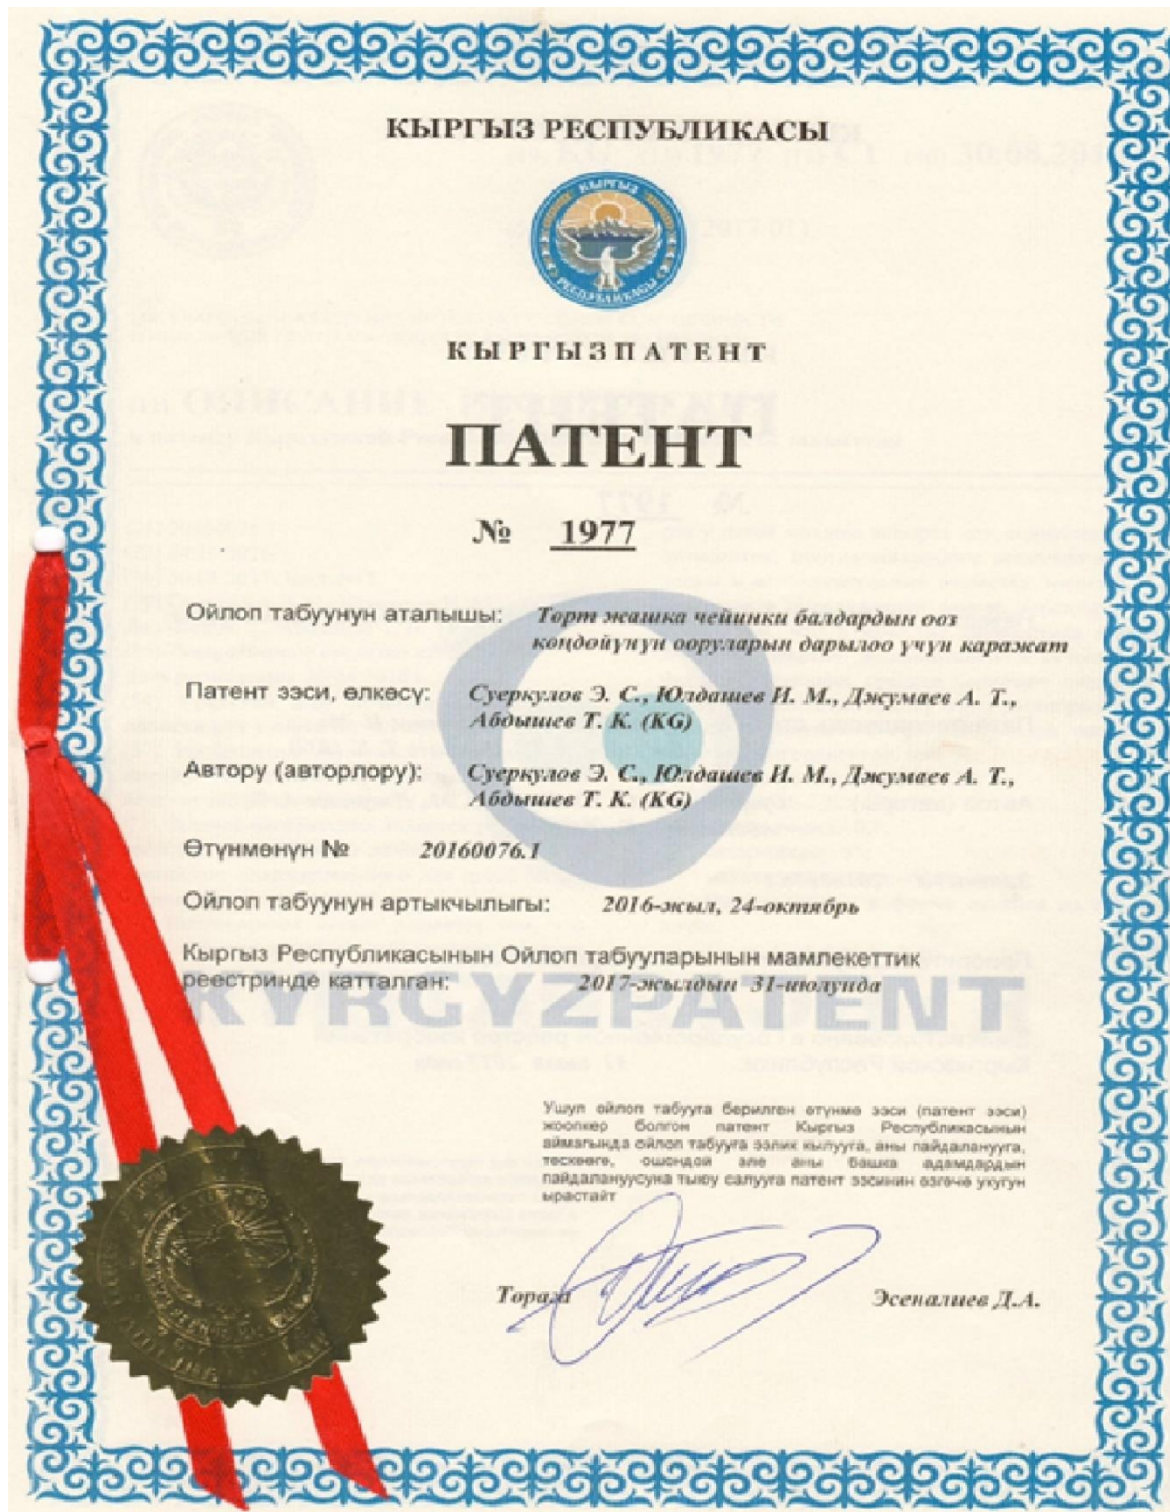 КЫРГЫЗ РЕСПУБЛИКАСЫ
КЫРГЫЗ
РЕСПУБЛИКАСЫ
КЫРГЫЗПАТЕНТ
ПАТЕНТ
№ 1977
Ойлоп табуунун аталышы: Төрт жашка чейинки балдардын ооз
көңдөйүнүн ооруларын дарылоо үчүн каражат
Патент ээси, өлкөсү: Суеркулов Э. С., Юлдашев И. М., Джумаев А. Т.,
Абдышев Т. К. (KG)
Автору (авторлору): Суеркулов Э. С., Юлдашев И. М., Джумаев А. Т.,
Абдышев Т. К. (KG)
Өтүнмөнүн № 20160076.1
Ойлоп табуунун артыкчылыгы: 2016-жыл, 24-октябрь
Кыргыз Республикасынын Ойлоп табууларынын мамлекеттик
реестринде катталган: 2017-жылдын 31-июлунда
KYRGYZPATENT
Ушул ойлоп табууга берилген өтүнмө ээси (патент ээси)
жоопкер болгон патент Кыргыз Республикасынын
аймагында ойлоп табууга ээлик кылууга, аны пайдаланууга,
тескөөгө, ошондой эле аны башка адамдардын
пайдалануусуна тыюу салууга патент ээсинин өзгөчө укугун
ырастайт
Төрага Эсеналиев Д.А.